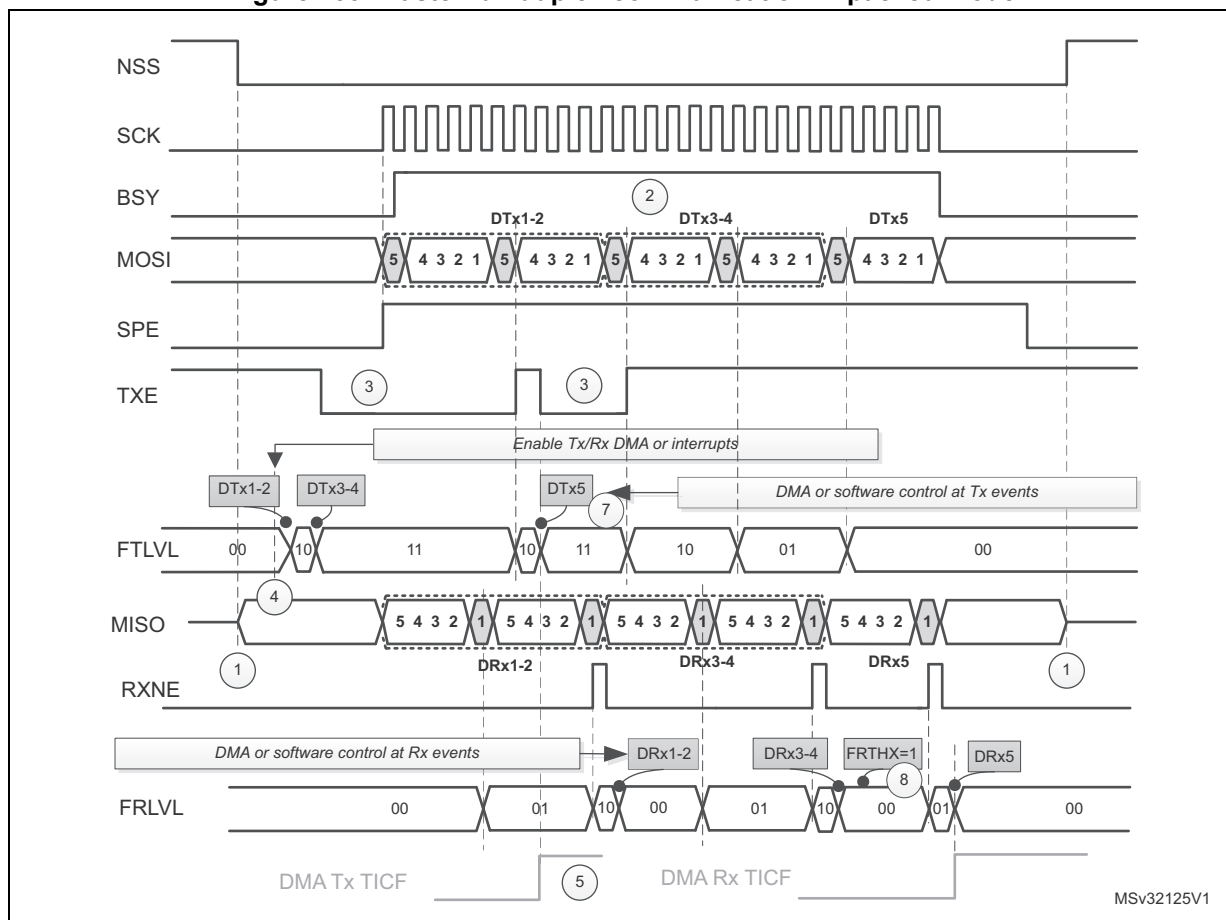 NSS
SCK
BSY
2
DTx1-2 DTx3-4 DTx5
MOSI 5 4 3 2 1 5 4 3 2 1 5 4 3 2 1 5 4 3 2 1 5 4 3 2 1
SPE
TXE 3 3
Enable Tx/Rx DMA or interrupts
DTx1-2 DTx3-4 DTx5 DMA or software control at Tx events
7
FTLVL 00 10 11 10 11 10 01 00
4
MISO 5 4 3 2 1 5 4 3 2 1 5 4 3 2 1 5 4 3 2 1 5 4 3 2 1
DRx1-2 DRx3-4 DRx5
1 1
RXNE
DMA or software control at Rx events DRx1-2 DRx3-4 FRTHX=1 DRx5
8
FRLVL 00 01 10 00 01 10 00 01 00
DMA Tx TICF 5 DMA Rx TICF
MSv32125V1